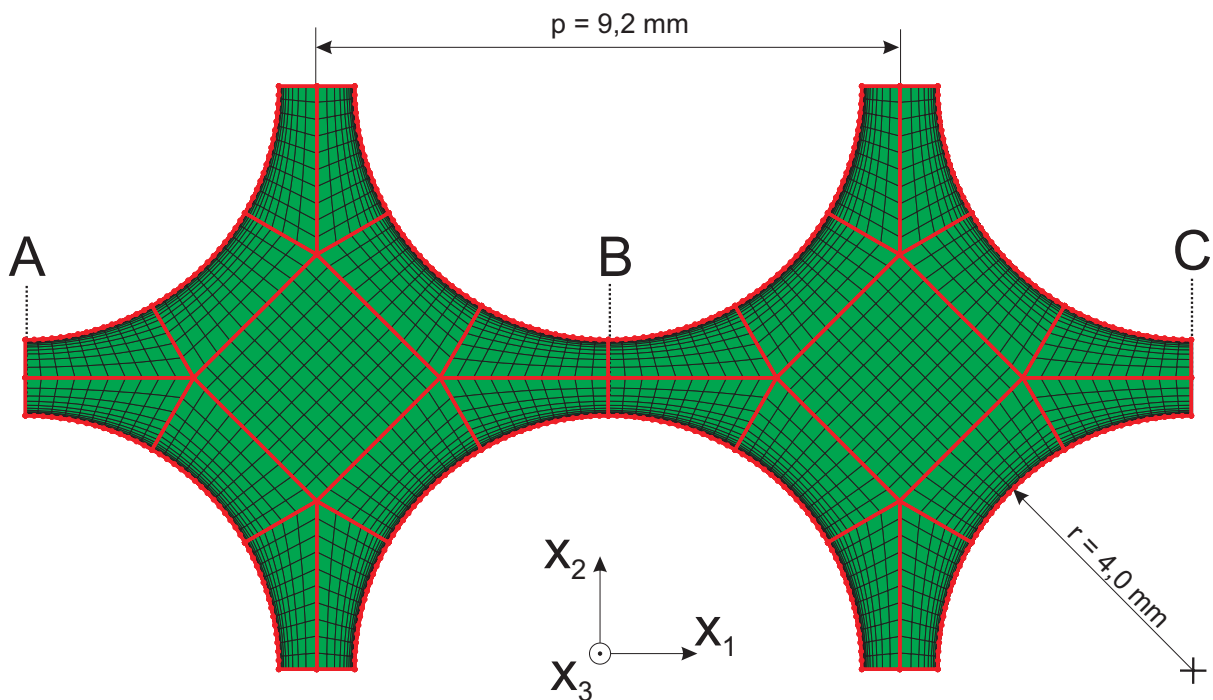 p = 9,2 mm
A
B
C
r = 4,0 mm
x₂
x₁
x₃